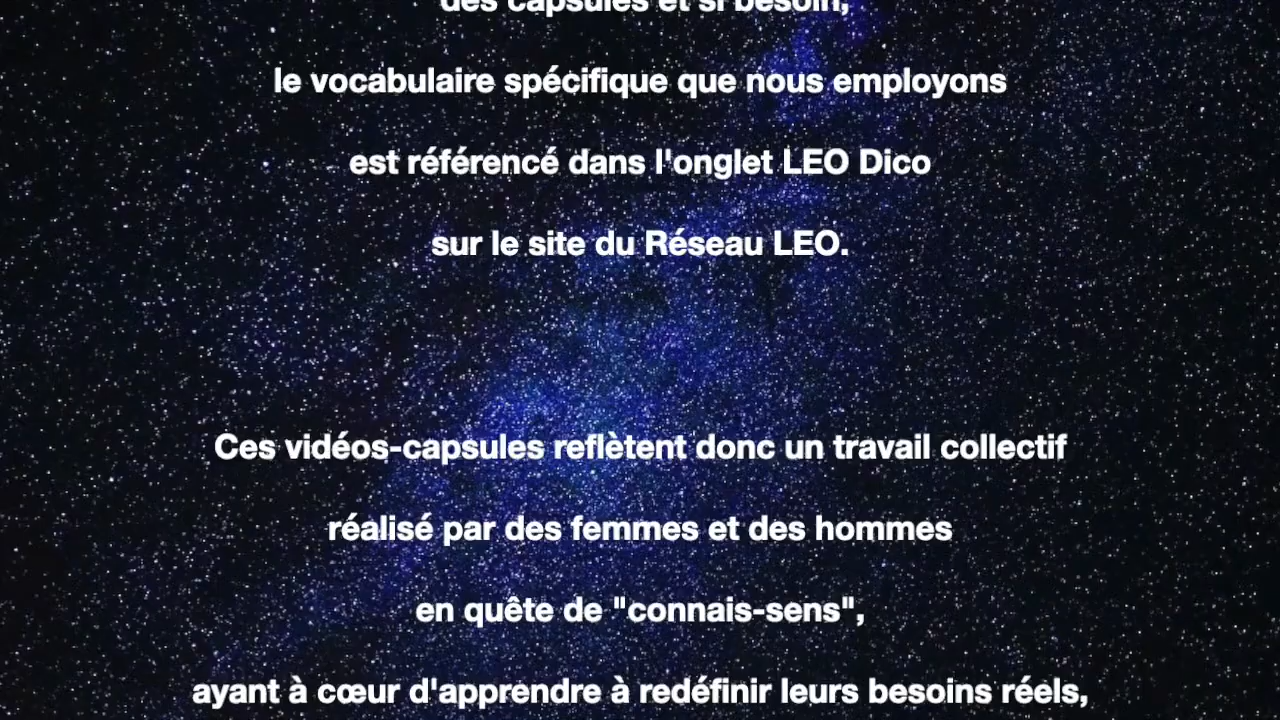 des capsules et si besoin,
le vocabulaire spécifique que nous employons
est référencé dans l'onglet LEO Dico
sur le site du Réseau LEO.
Ces vidéos-capsules reflètent donc un travail collectif
réalisé par des femmes et des hommes
en quête de "connais-sens",
ayant à cœur d'apprendre à redéfinir leurs besoins réels,